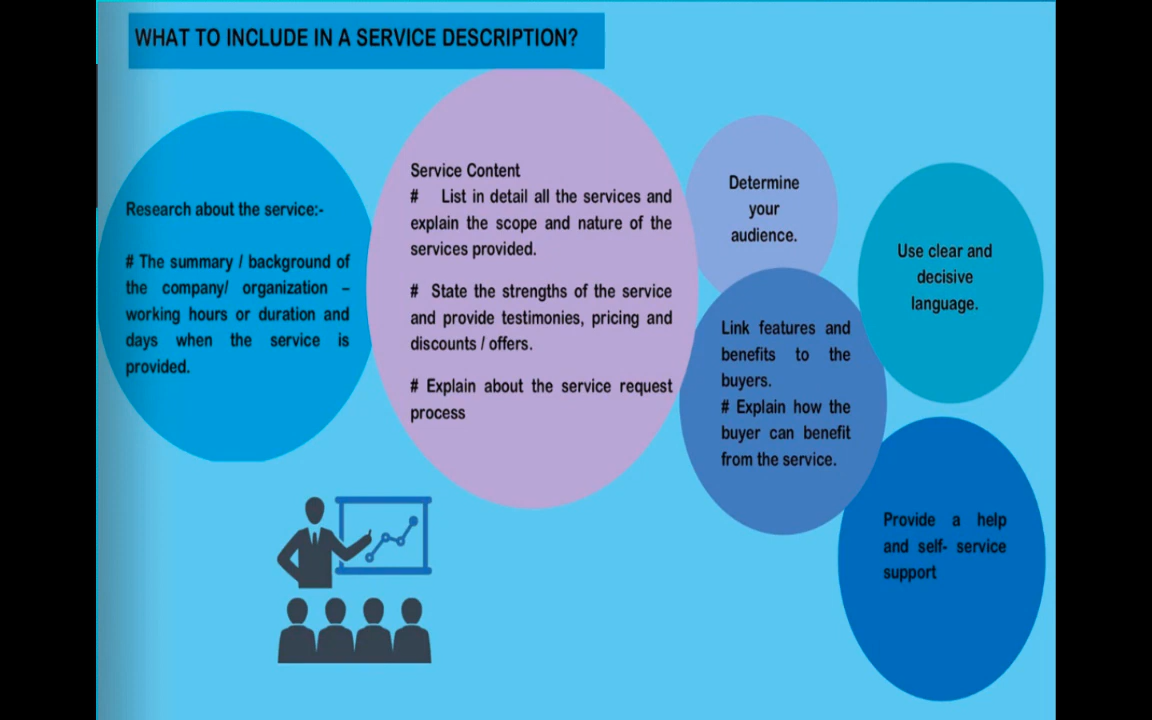 WHAT TO INCLUDE IN A SERVICE DESCRIPTION?
Research about the service:-
# The summary / background of
the company/ organization –
working hours or duration and
days when the service is
provided.
Service Content
# List in detail all the services and
explain the scope and nature of the
services provided.
# State the strengths of the service
and provide testimonies, pricing and
discounts / offers.
# Explain about the service request
process
Determine
your
audience.
Link features and
benefits to the
buyers.
# Explain how the
buyer can benefit
from the service.
Use clear and
decisive
language.
Provide a help
and self- service
support